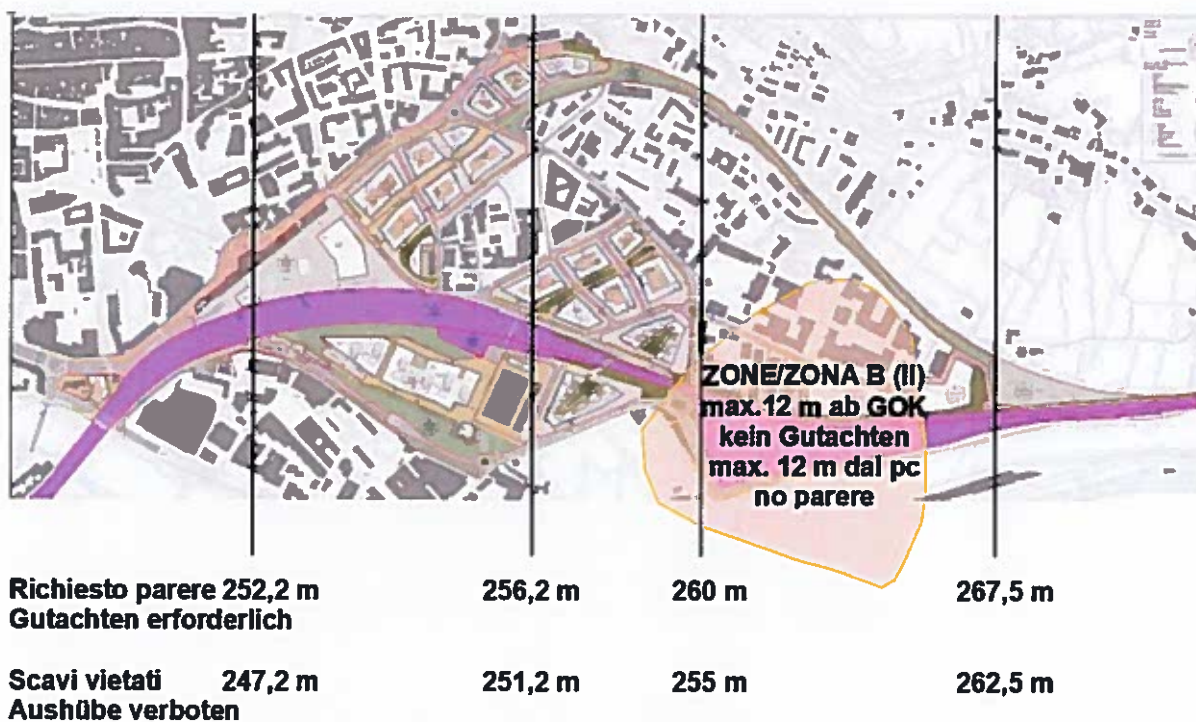 ZONE/ZONA B (II)
max.12 m ab GOK
kein Gutachten
max. 12 m dal pc
no parere
Richiesto parere 252,2 m 256,2 m 260 m 267,5 m
Gutachten erforderlich
Scavi vietati 247,2 m 251,2 m 255 m 262,5 m
Aushübe verboten